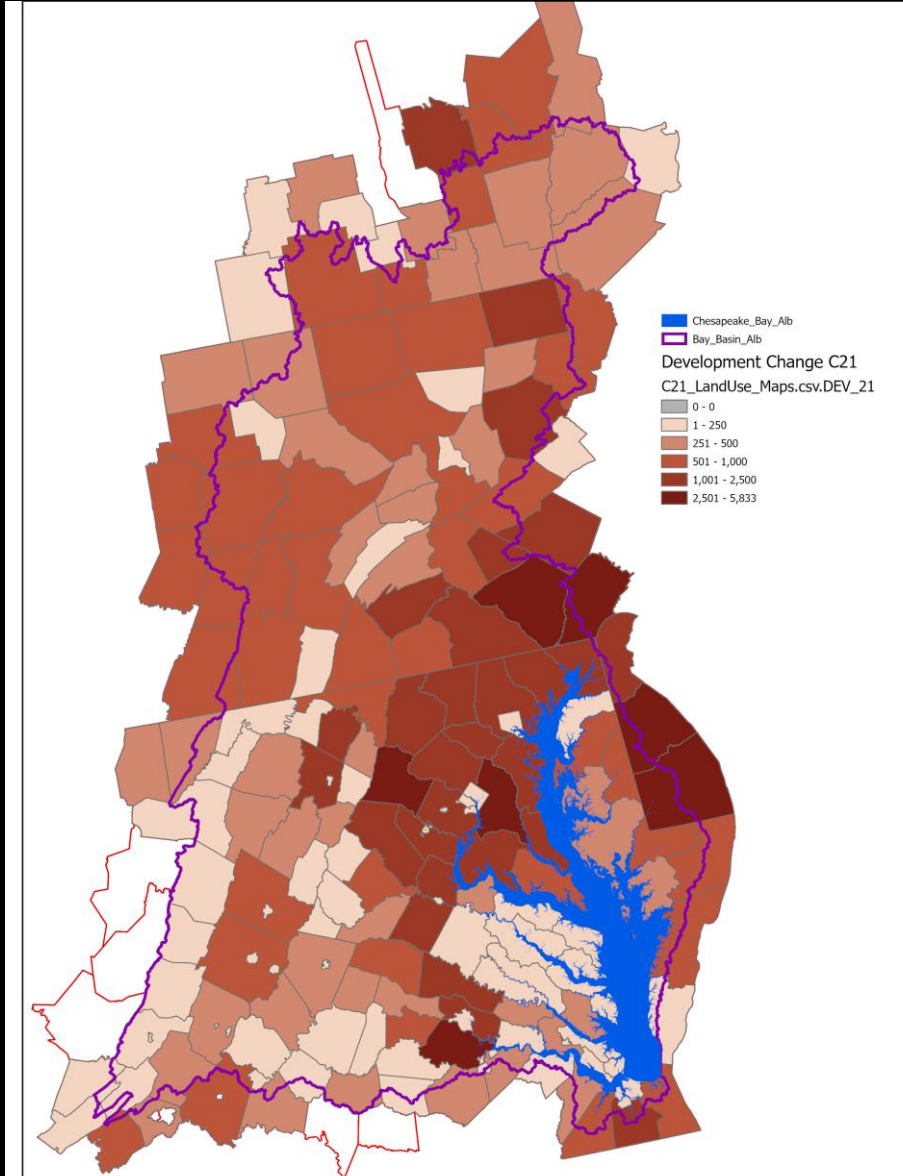 Chesapeake_Bay_Alb
Bay_Basin_Alb
Development Change C21
C21_LandUse_Maps.csv.DEV_21
0 - 0
1 - 250
251 - 500
501 - 1,000
1,001 - 2,500
2,501 - 5,833